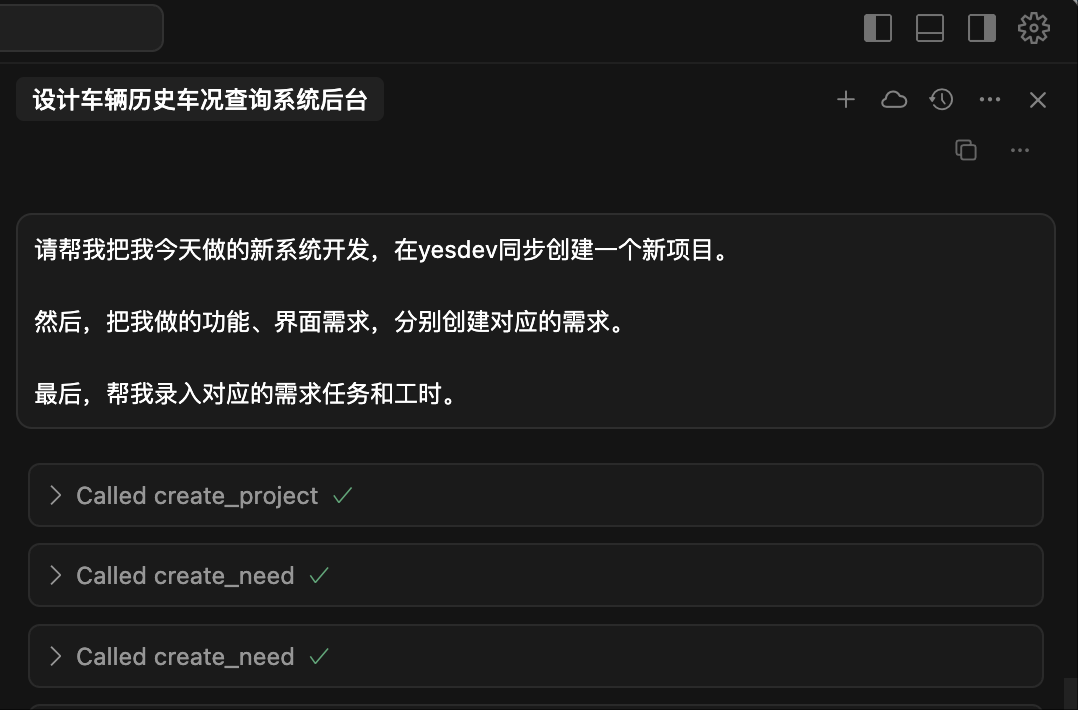 设计车辆历史车况查询系统后台
请帮我把我今天做的新系统开发，在yesdev同步创建一个新项目。
然后，把我做的功能、界面需求，分别创建对应的需求。
最后，帮我录入对应的需求任务和工时。
Called create_project
Called create_need
Called create_need